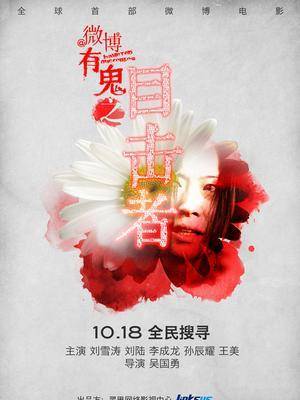 全球首部微博电影
@微博
有鬼之
目击者
10.18 全民搜寻
主演 刘雪涛 刘陆 李成龙 孙辰耀 王美
导演 吴国勇